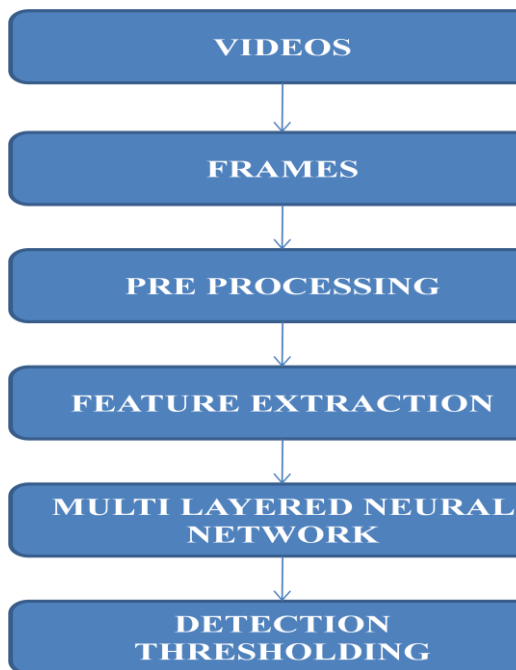 VIDEOS
FRAMES
PRE PROCESSING
FEATURE EXTRACTION
MULTI LAYERED NEURAL
NETWORK
DETECTION
THRESHOLDING